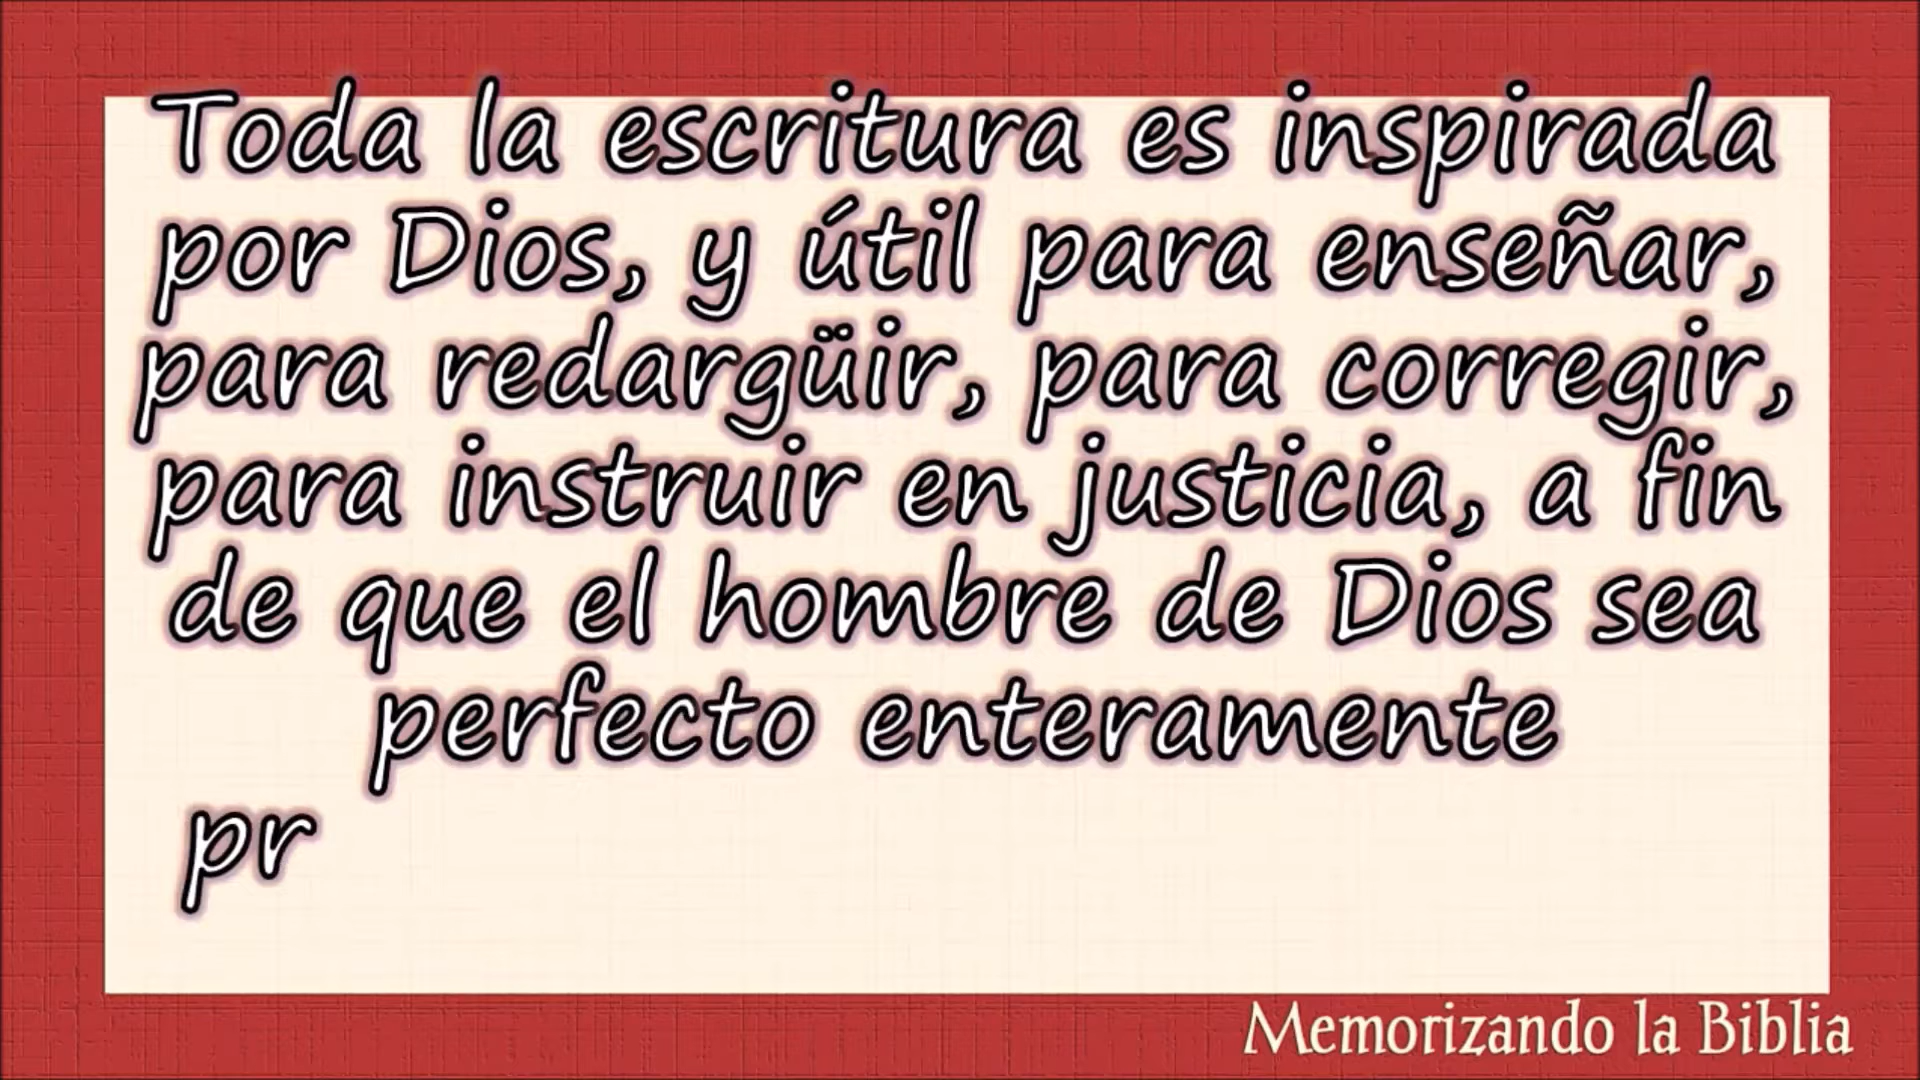 Toda la escritura es inspirada
por Dios, y útil para enseñar,
para redargüir, para corregir,
para instruir en justicia, a fin
de que el hombre de Dios sea
perfecto enteramente
pr
Memorizando la Biblia